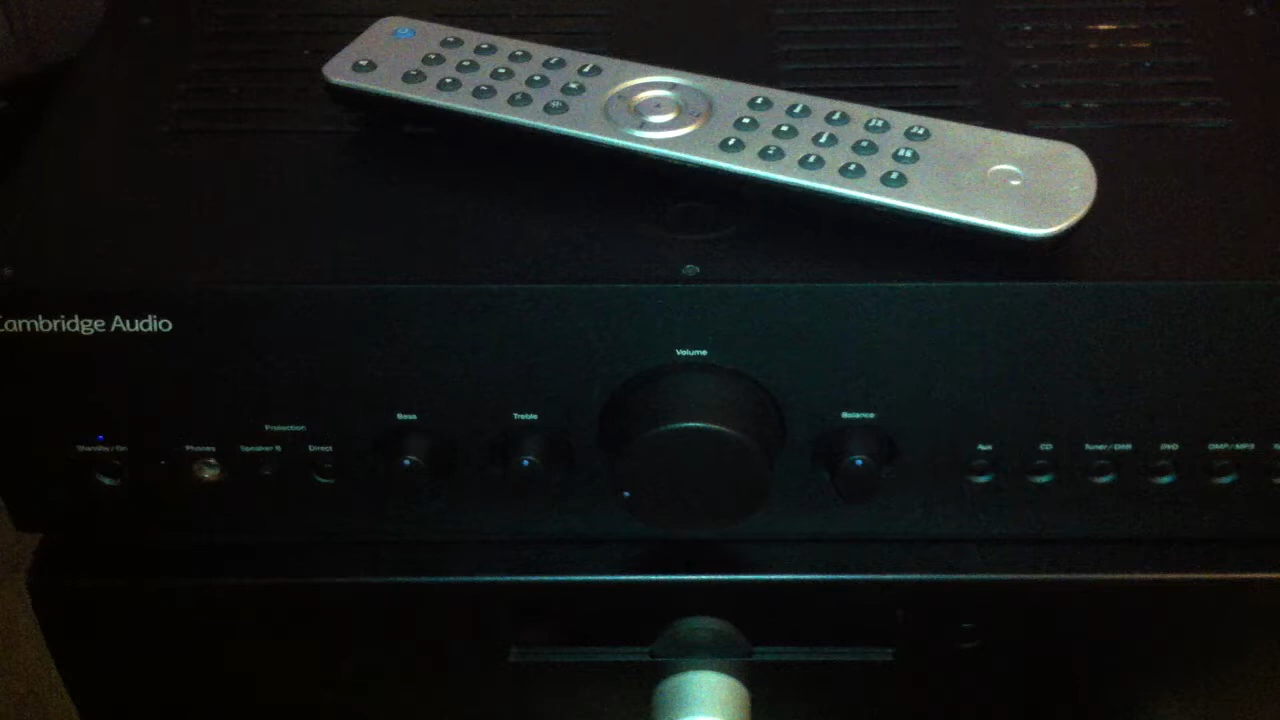 Cambridge Audio
Volume
Bass
Treble
Balance
Protection
Standby/On
Phones
Speaker B
Direct
Aux
CD
Tuner/DAB
DVD
DMP/MP3